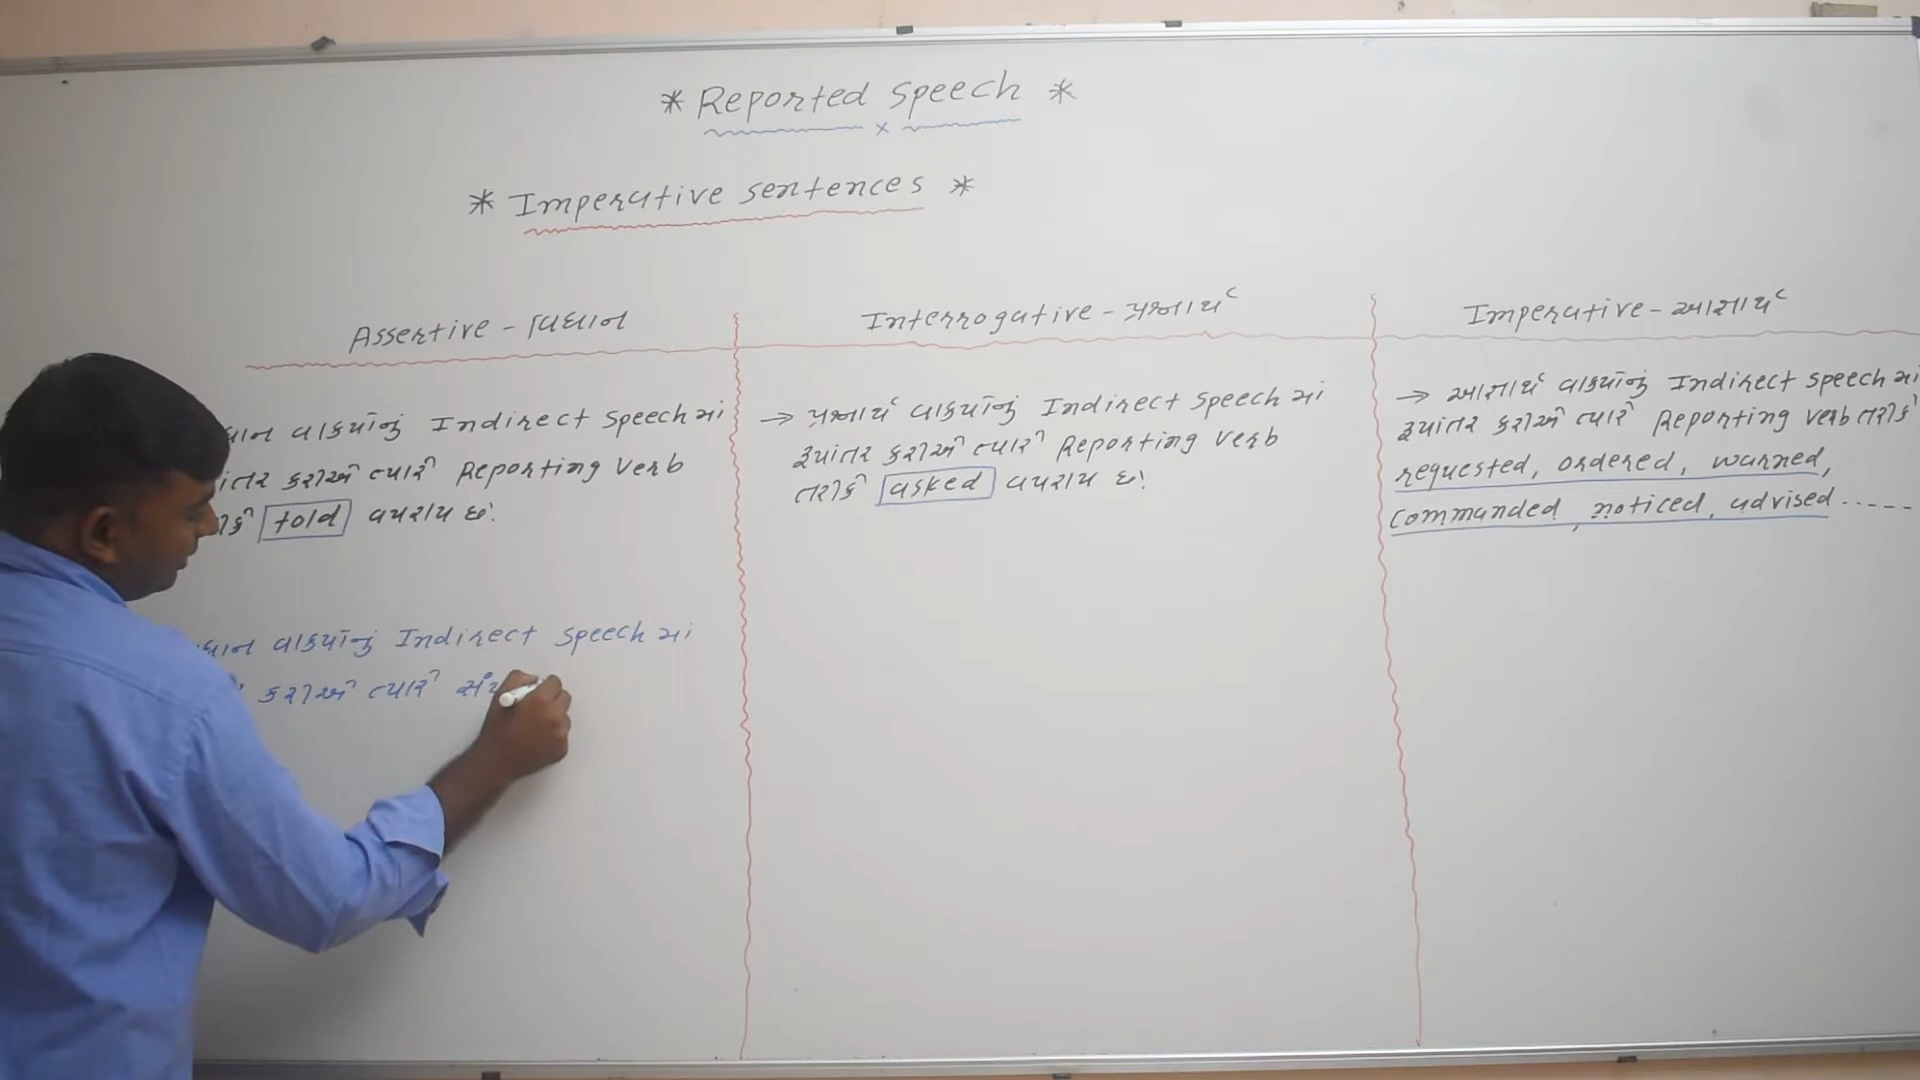 * Reported speech *
x
* Imperative sentences *
Assertive - વિધાન
વાક્યોનું Indirect speech માં
કરીએ ત્યારે Reporting verb
told વપરાય છે.
વાક્યોનું Indirect speech માં
કરીએ ત્યારે
Interrogative - પ્રશ્નાર્થ
→ પ્રશ્નાર્થ વાક્યોનું Indirect speech માં
રૂપાંતર કરીએ ત્યારે Reporting verb
તરીકે asked વપરાય છે.
Imperative - આજ્ઞાર્થ
→ આજ્ઞાર્થ વાક્યોનું Indirect speech માં
રૂપાંતર કરીએ ત્યારે Reporting verb તરીકે
requested, ordered, warned,
commanded, noticed, advised-----